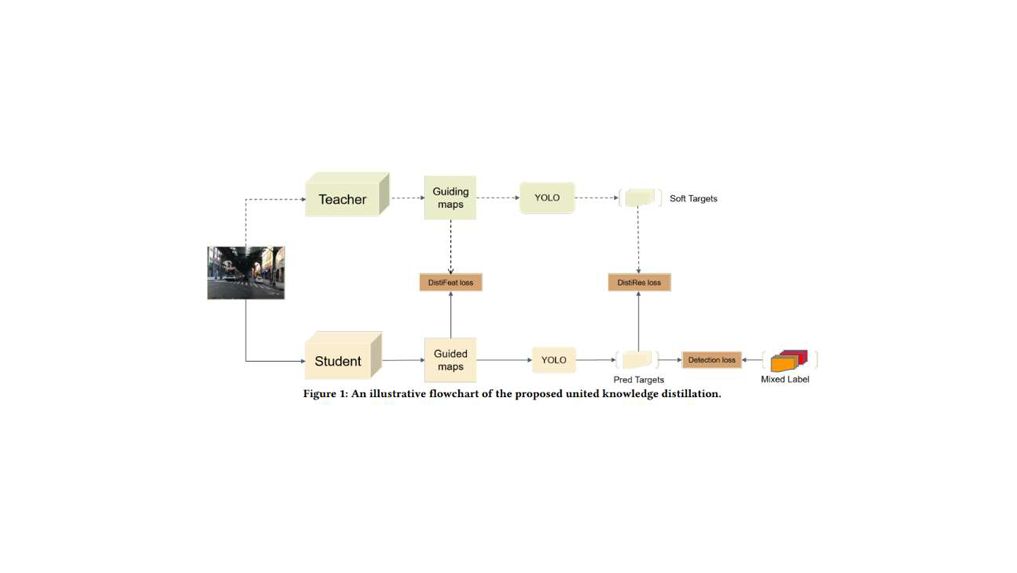 Teacher
Guiding
maps
YOLO
Soft Targets
DistiFeat loss
DistiRes loss
Student
Guided
maps
YOLO
Detection loss
Pred Targets
Mixed Label
Figure 1: An illustrative flowchart of the proposed united knowledge distillation.